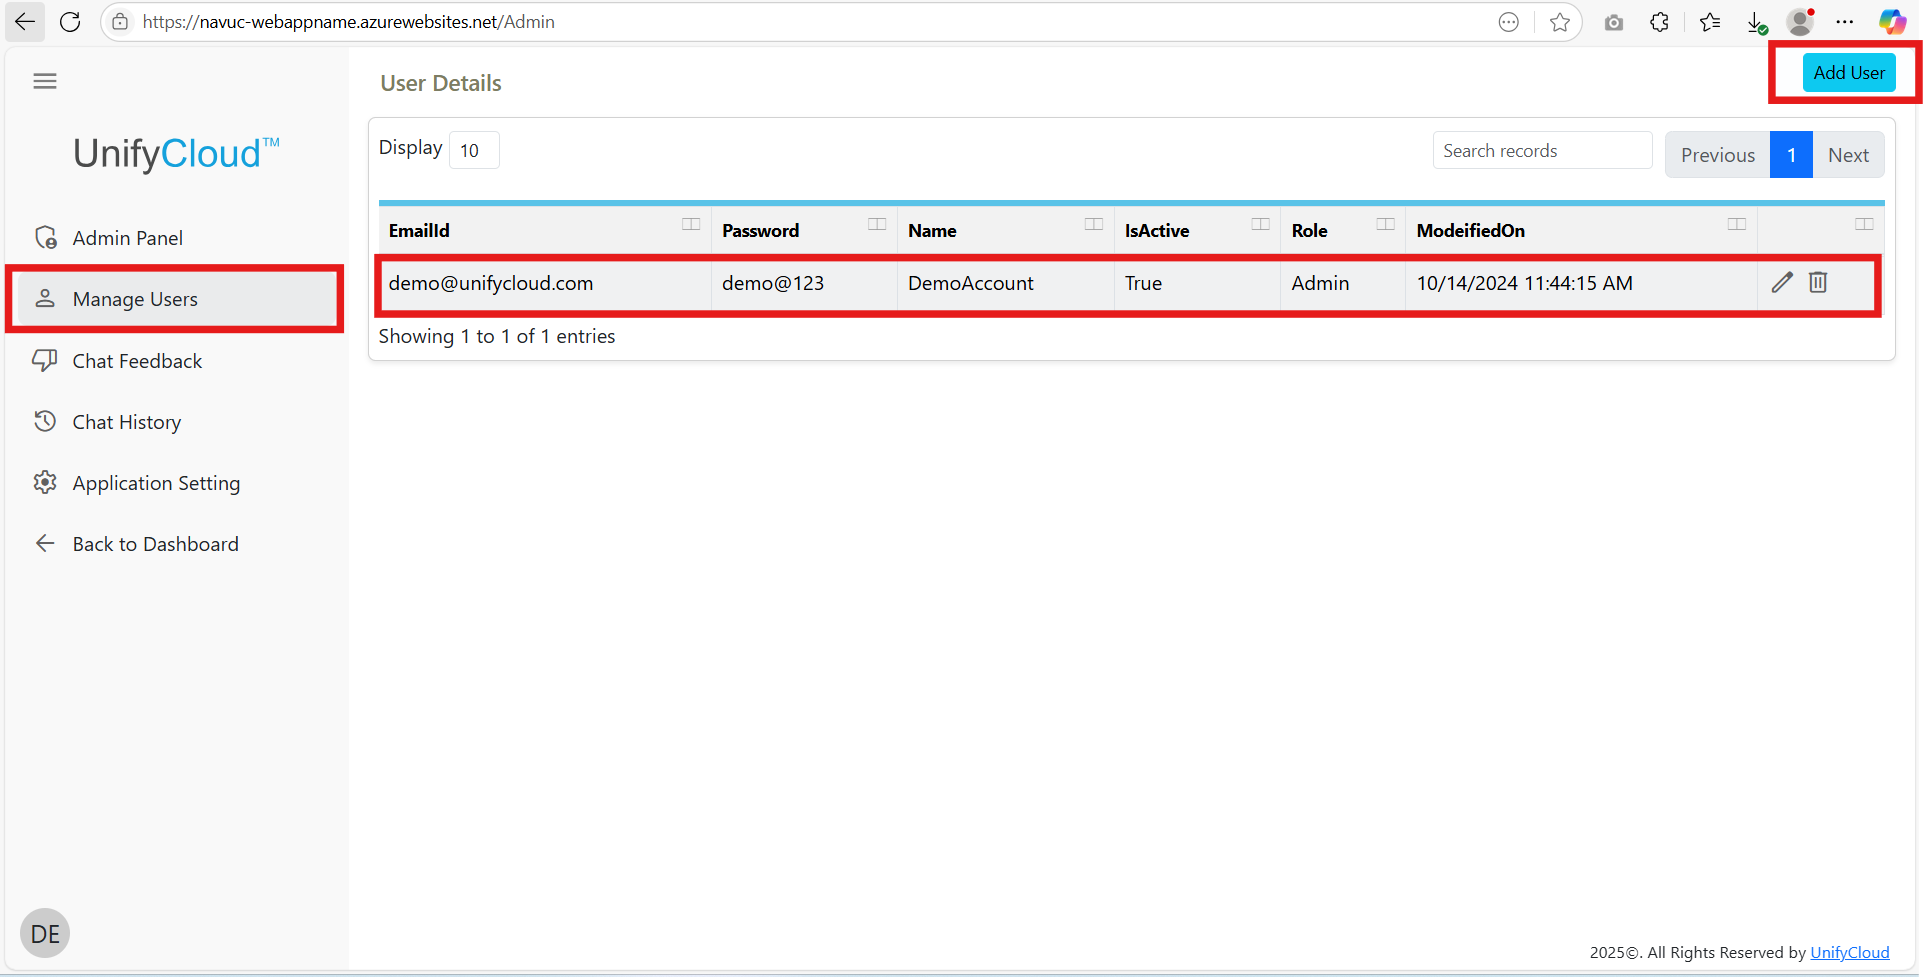 https://navuc-webappname.azurewebsites.net/Admin
User Details
Add User
UnifyCloud™
Admin Panel
Manage Users
Chat Feedback
Chat History
Application Setting
Back to Dashboard
DE
Display 10
Search records
Previous 1 Next
EmailId Password Name IsActive Role ModeifiedOn
demo@unifycloud.com demo@123 DemoAccount True Admin 10/14/2024 11:44:15 AM
Showing 1 to 1 of 1 entries
2025©. All Rights Reserved by UnifyCloud